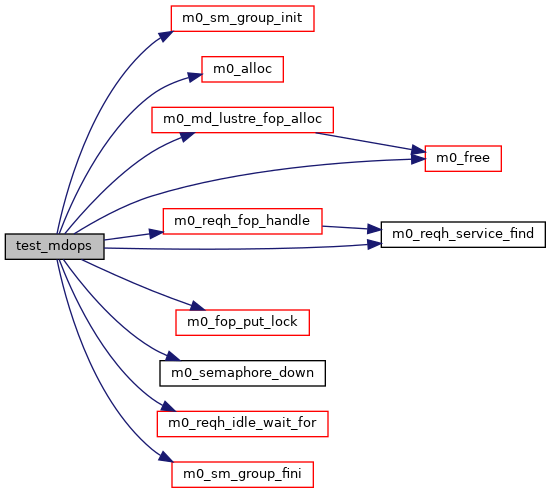 m0_sm_group_init
m0_alloc
m0_md_lustre_fop_alloc
m0_free
m0_reqh_fop_handle
m0_reqh_service_find
test_mdops
m0_fop_put_lock
m0_semaphore_down
m0_reqh_idle_wait_for
m0_sm_group_fini